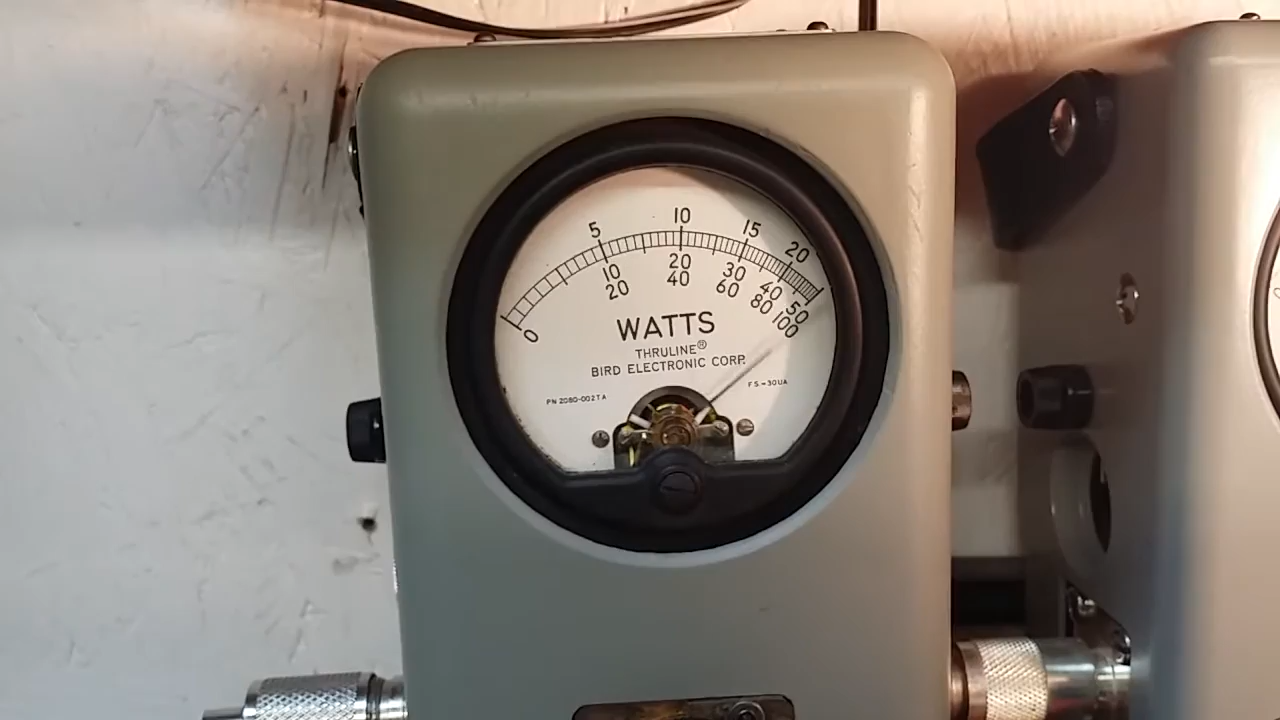 5 10 15 20
10 20 30 40 50
0 20 40 60 80 100
WATTS
THRULINE®
BIRD ELECTRONIC CORP.
PN 2080-002TA FS-30UA